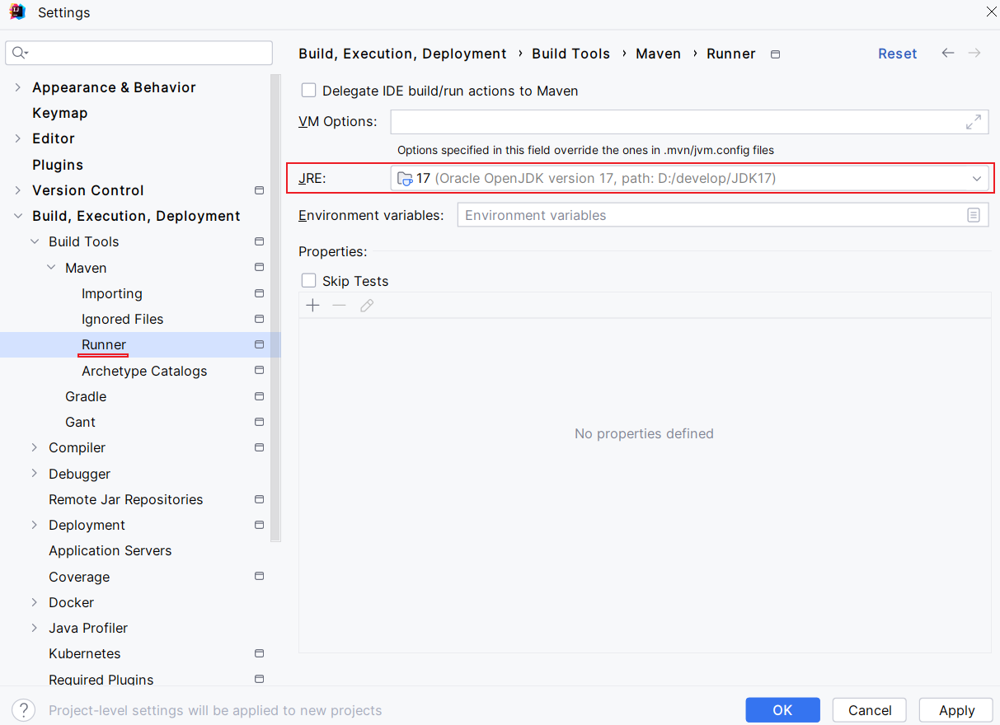 Settings
Build, Execution, Deployment › Build Tools › Maven › Runner
Reset
Appearance & Behavior
Keymap
Editor
Plugins
Version Control
Build, Execution, Deployment
Build Tools
Maven
Importing
Ignored Files
Runner
Archetype Catalogs
Gradle
Gant
Compiler
Debugger
Remote Jar Repositories
Deployment
Application Servers
Coverage
Docker
Java Profiler
Kubernetes
Required Plugins
Delegate IDE build/run actions to Maven
VM Options:
Options specified in this field override the ones in .mvn/jvm.config files
JRE: 17 (Oracle OpenJDK version 17, path: D:/develop/JDK17)
Environment variables: Environment variables
Properties:
Skip Tests
No properties defined
? Project-level settings will be applied to new projects
OK Cancel Apply